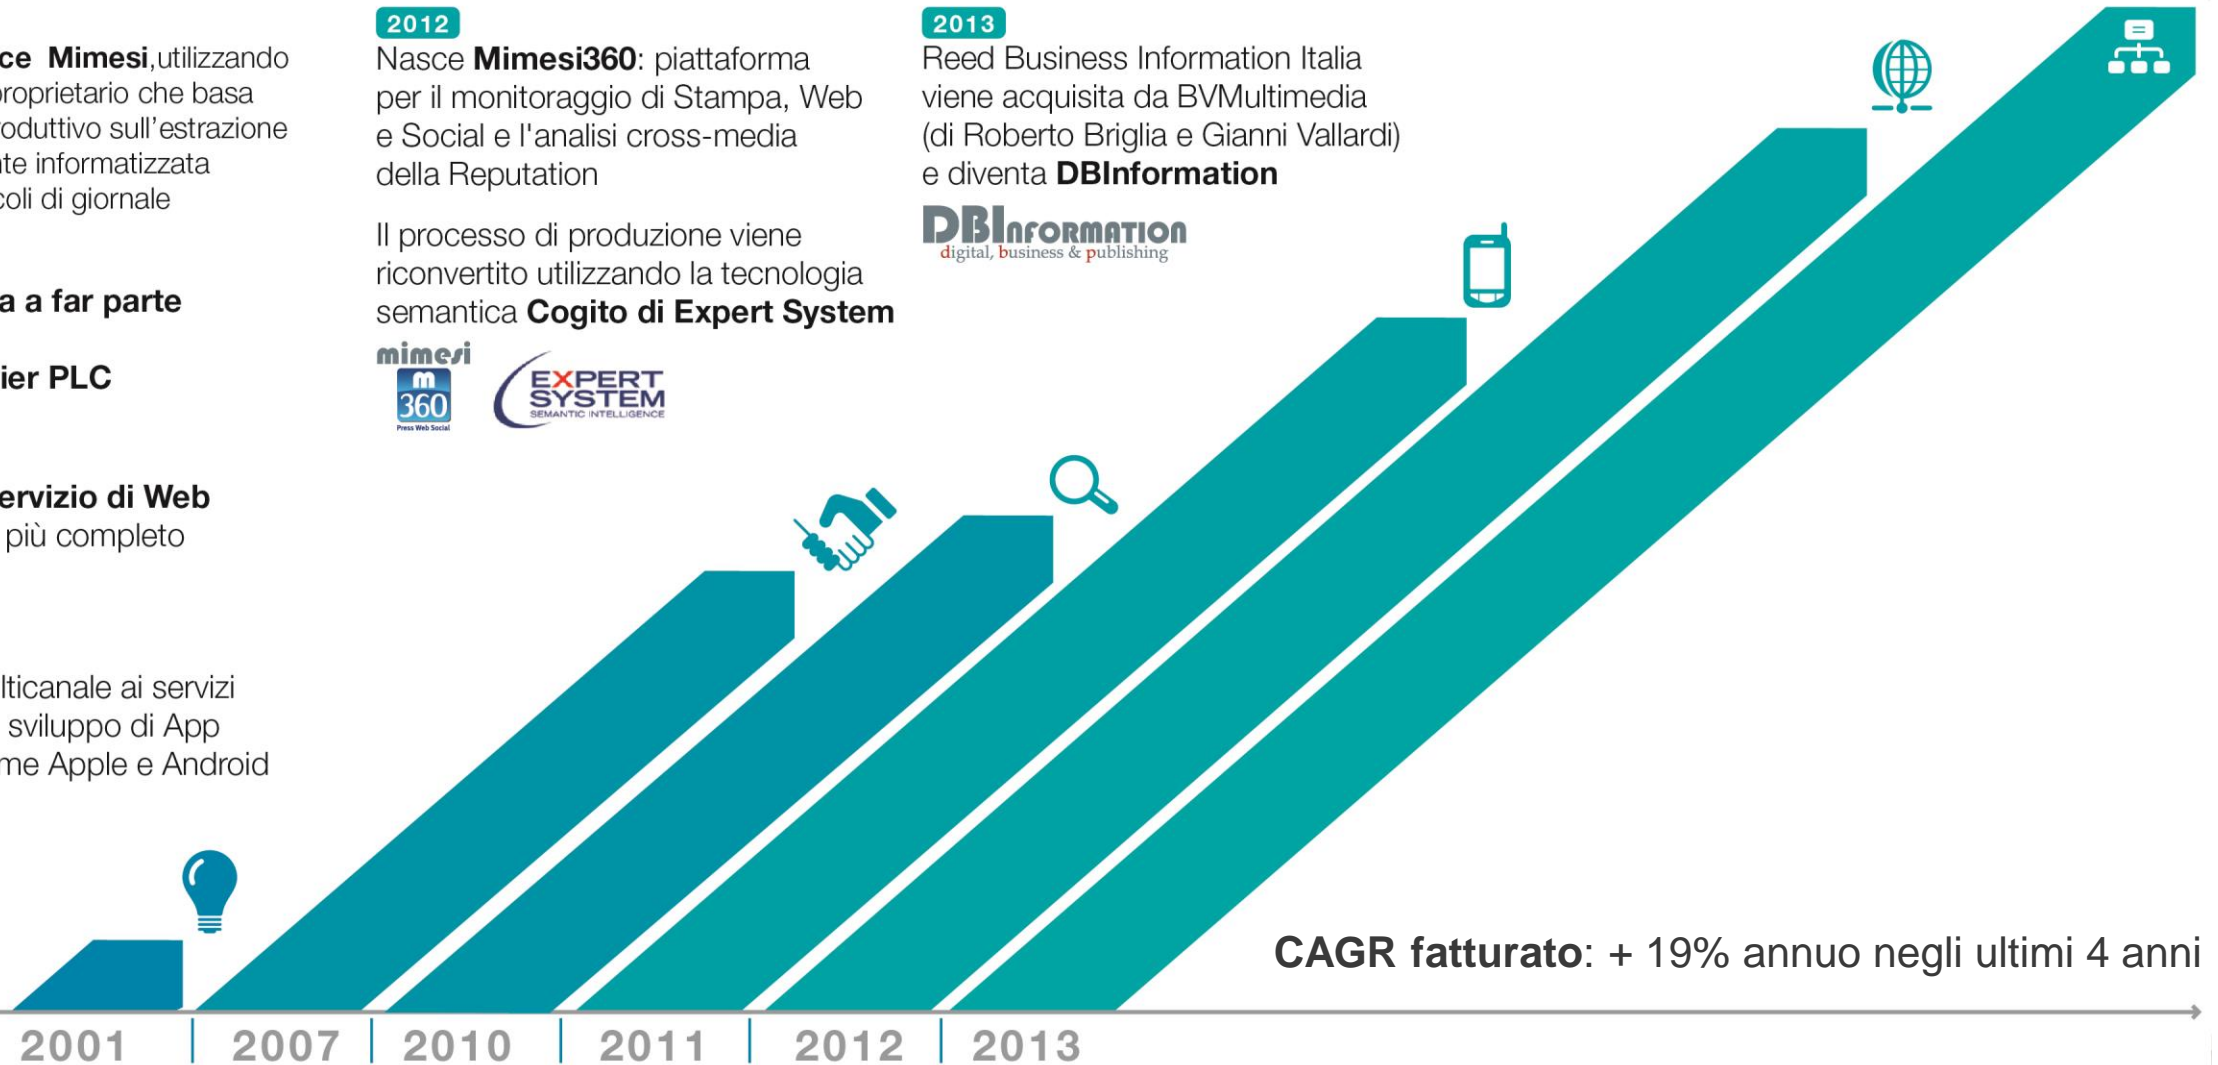 ce Mimesi,utilizzando
roprietario che basa
oduttivo sull'estrazione
te informatizzata
coli di giornale
a a far parte
ier PLC
ervizio di Web
più completo
lticanale ai servizi
sviluppo di App
me Apple e Android
2012
Nasce Mimesi360: piattaforma
per il monitoraggio di Stampa, Web
e Social e l'analisi cross-media
della Reputation
Il processo di produzione viene
riconvertito utilizzando la tecnologia
semantica Cogito di Expert System
mimesi
m
360
Press Web Social
EXPERT
SYSTEM
SEMANTIC INTELLIGENCE
2013
Reed Business Information Italia
viene acquisita da BVMultimedia
(di Roberto Briglia e Gianni Vallardi)
e diventa DBInformation
DBINFORMATION
digital, business & publishing
CAGR fatturato: + 19% annuo negli ultimi 4 anni
2001 2007 2010 2011 2012 2013